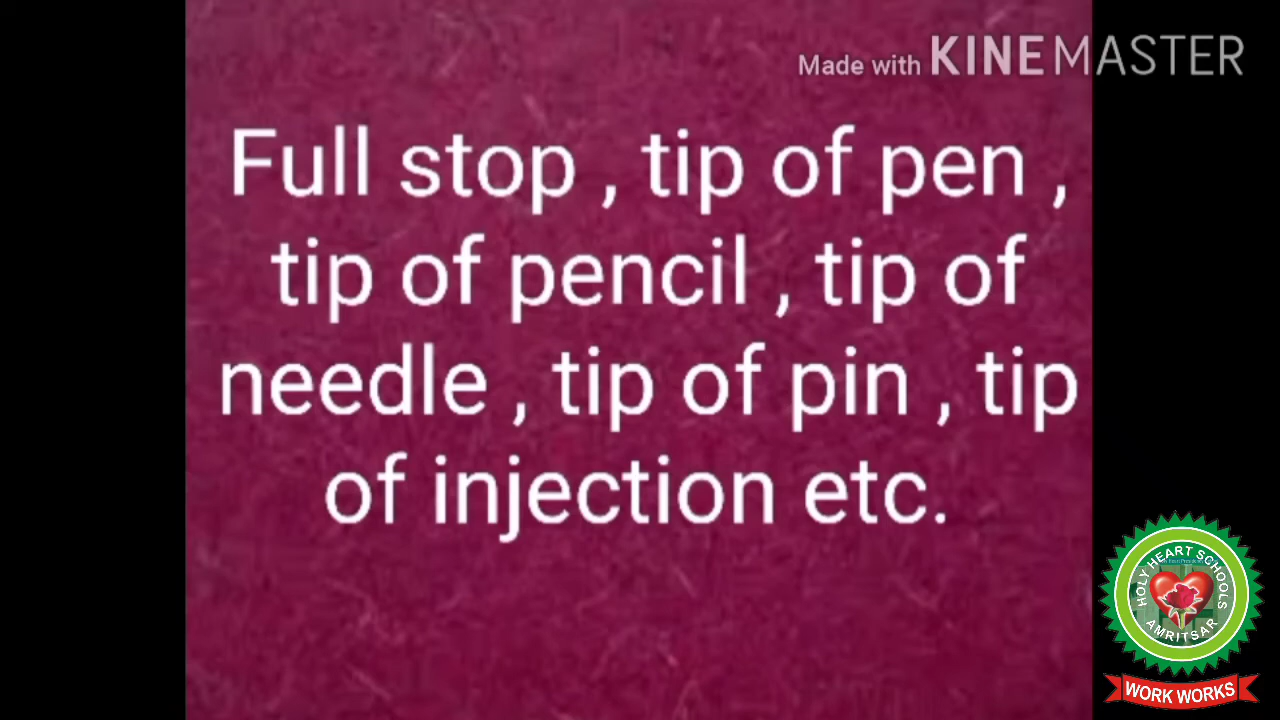 Made with KINEMASTER
Full stop , tip of pen ,
tip of pencil , tip of
needle , tip of pin , tip
of injection etc.
HOLY HEART SCHOOLS
AMRITSAR
WORK WORKS